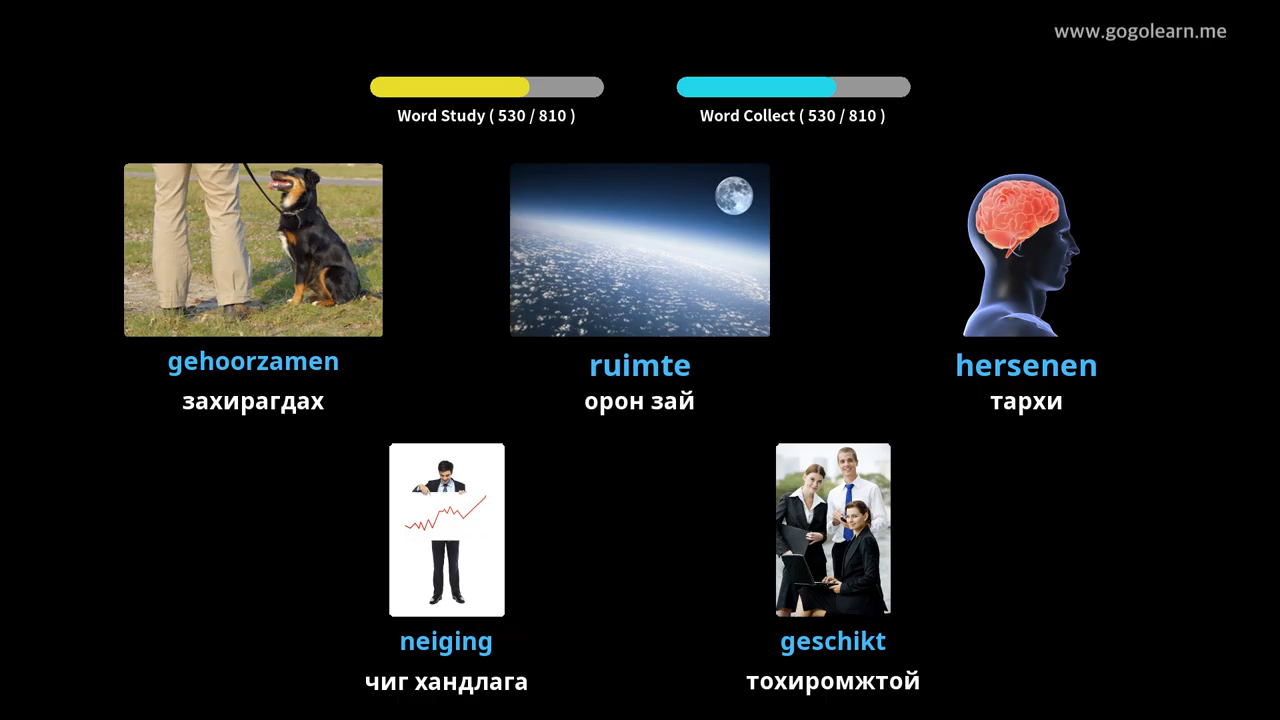 www.gogolearn.me
Word Study ( 530 / 810 )
Word Collect ( 530 / 810 )
gehoorzamen
захирагдах
ruimte
орон зай
hersenen
тархи
neiging
чиг хандлага
geschikt
тохиромжтой